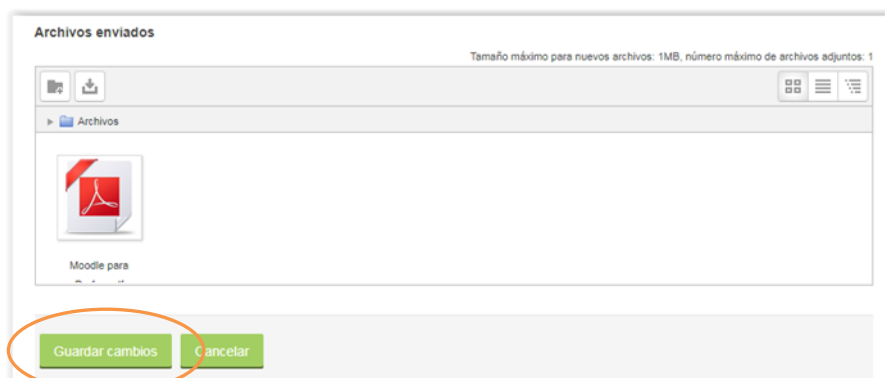 Archivos enviados
Tamaño máximo para nuevos archivos: 1MB, número máximo de archivos adjuntos: 1
Archivos
Moodle para
Guardar cambios Cancelar